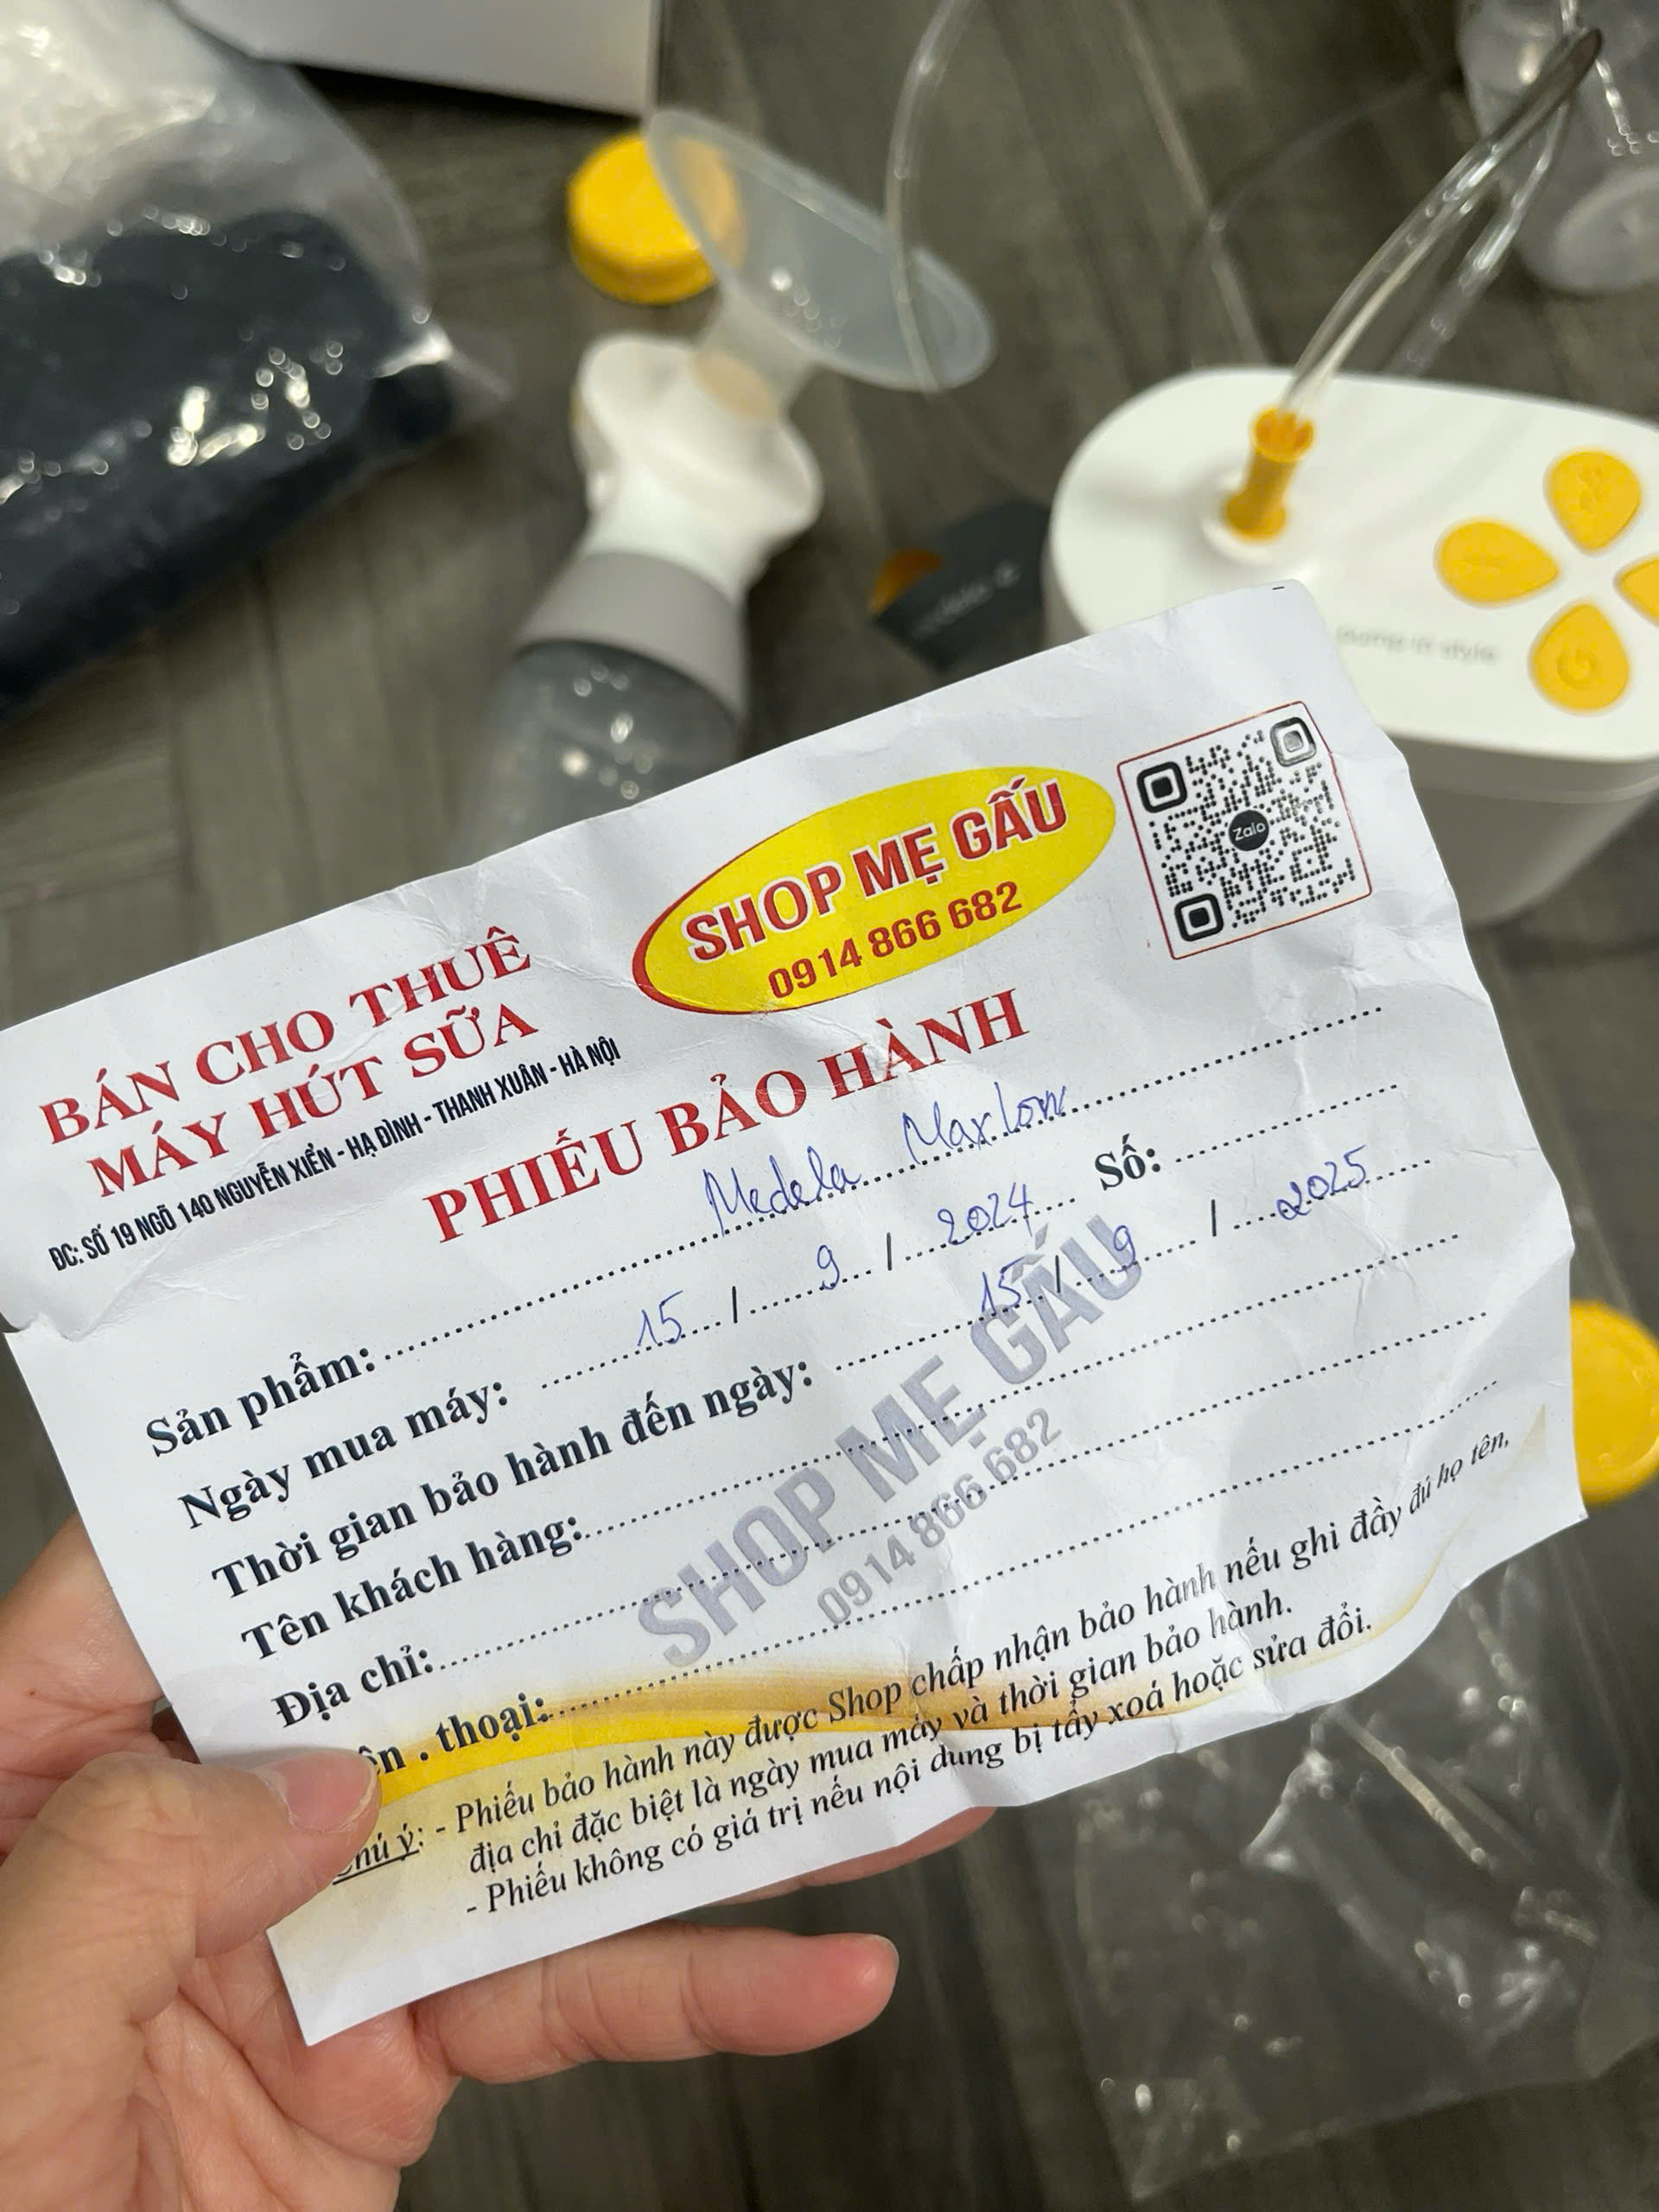 BÁN CHO THUÊ
MÁY HÚT SỮA
ĐC: SỐ 19 NGÕ 140 NGUYỄN XIỂN - HẠ ĐÌNH - THANH XUÂN - HÀ NỘI
SHOP MẸ GẤU
0914 866 682
Zalo
PHIẾU BẢO HÀNH
Sản phẩm: Medela Maxlow
Ngày mua máy: 15 / 9 / 2024 Số:
Thời gian bảo hành đến ngày: 15 / 9 / 2025
Tên khách hàng:
Địa chỉ:
thoại:
SHOP MẸ GẤU
0914 866 682
Chú ý: - Phiếu bảo hành này được Shop chấp nhận bảo hành nếu ghi đầy đủ họ tên,
địa chỉ đặc biệt là ngày mua máy và thời gian bảo hành.
- Phiếu không có giá trị nếu nội dung bị tẩy xoá hoặc sửa đổi.
pump in style
medela